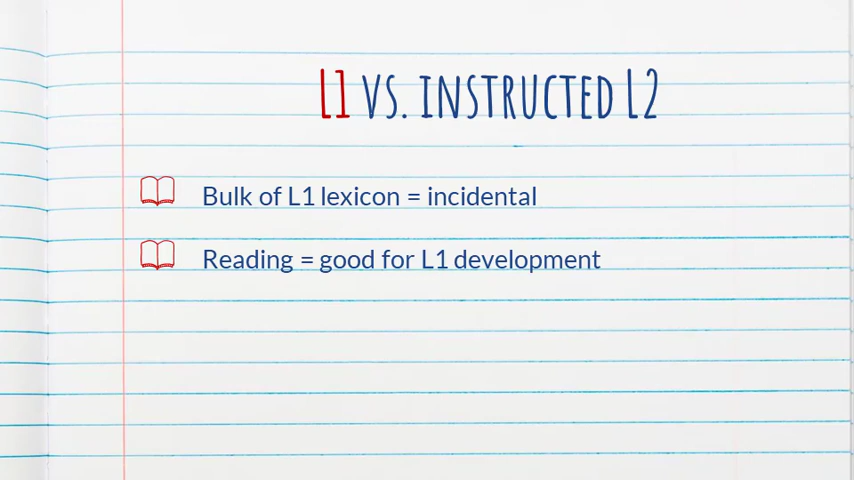 L1 VS. INSTRUCTED L2
Bulk of L1 lexicon = incidental
Reading = good for L1 development